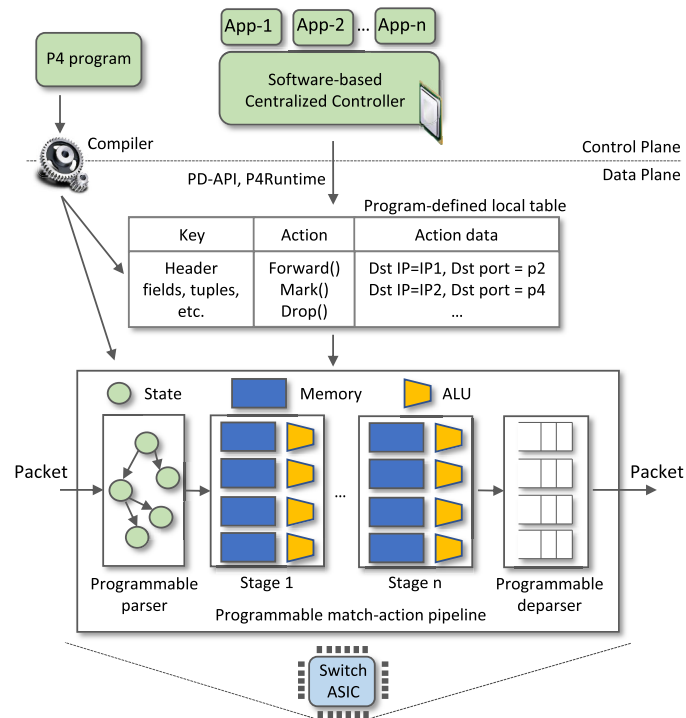 App-1 App-2 ... App-n
P4 program
Software-based
Centralized Controller
Compiler
Control Plane
PD-API, P4Runtime
Data Plane
Program-defined local table
Key Action Action data
Header Forward() Dst IP=IP1, Dst port = p2
fields, tuples, Mark() Dst IP=IP2, Dst port = p4
etc. Drop() ...
State Memory ALU
Packet ... Packet
Programmable Stage 1 Stage n Programmable
parser deparser
Programmable match-action pipeline
Switch
ASIC